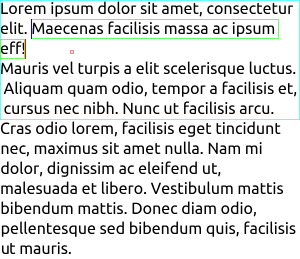 Lorem ipsum dolor sit amet, consectetur
elit. Maecenas facilisis massa ac ipsum
eff!
Mauris vel turpis a elit scelerisque luctus.
Aliquam quam odio, tempor a facilisis et,
cursus nec nibh. Nunc ut facilisis arcu.
Cras odio lorem, facilisis eget tincidunt
nec, maximus sit amet nulla. Nam mi
dolor, dignissim ac eleifend ut,
malesuada et libero. Vestibulum mattis
bibendum mattis. Donec diam odio,
pellentesque sed bibendum quis, facilisis
ut mauris.